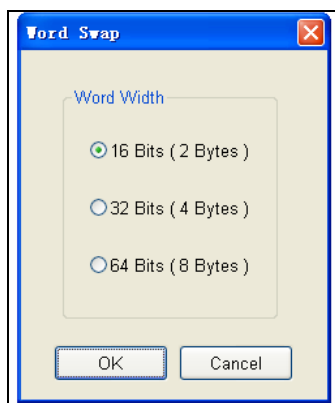 Word Swap
Word Width
16 Bits ( 2 Bytes )
32 Bits ( 4 Bytes )
64 Bits ( 8 Bytes )
OK Cancel